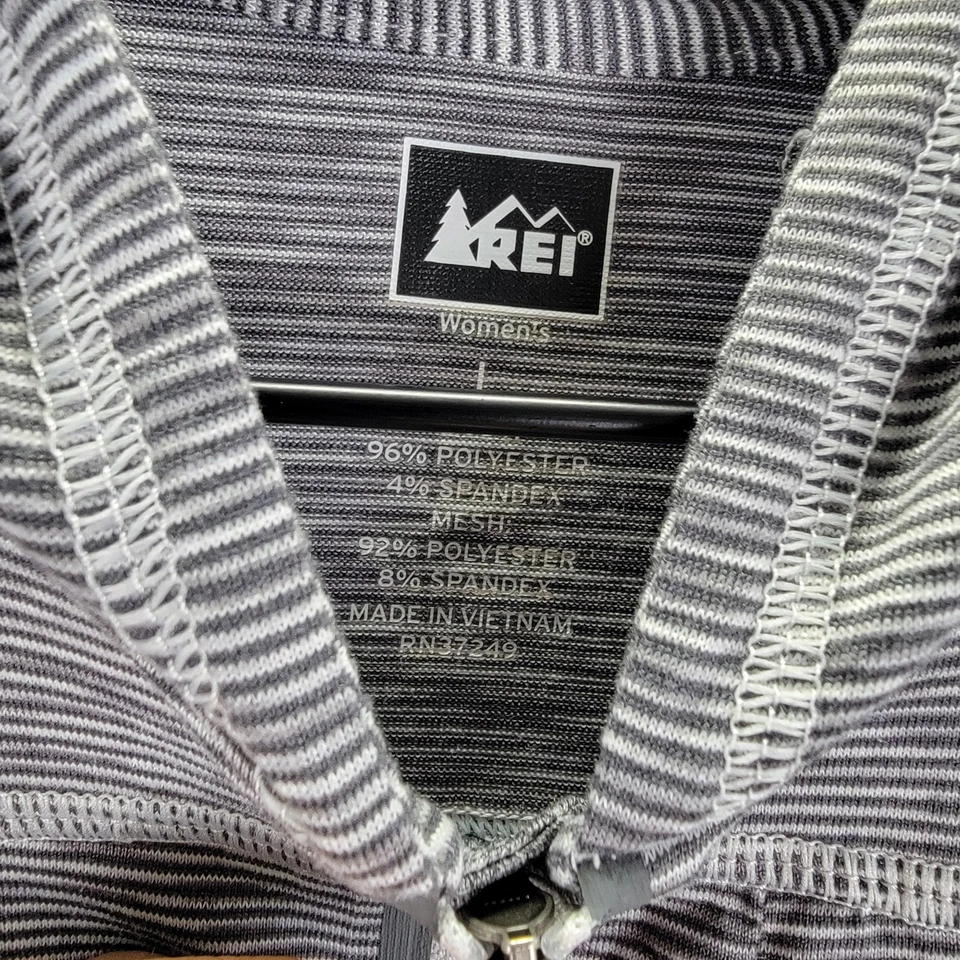 REI®
Women's
96% POLYESTER
4% SPANDEX
MESH:
92% POLYESTER
8% SPANDEX
MADE IN VIETNAM
RN37249